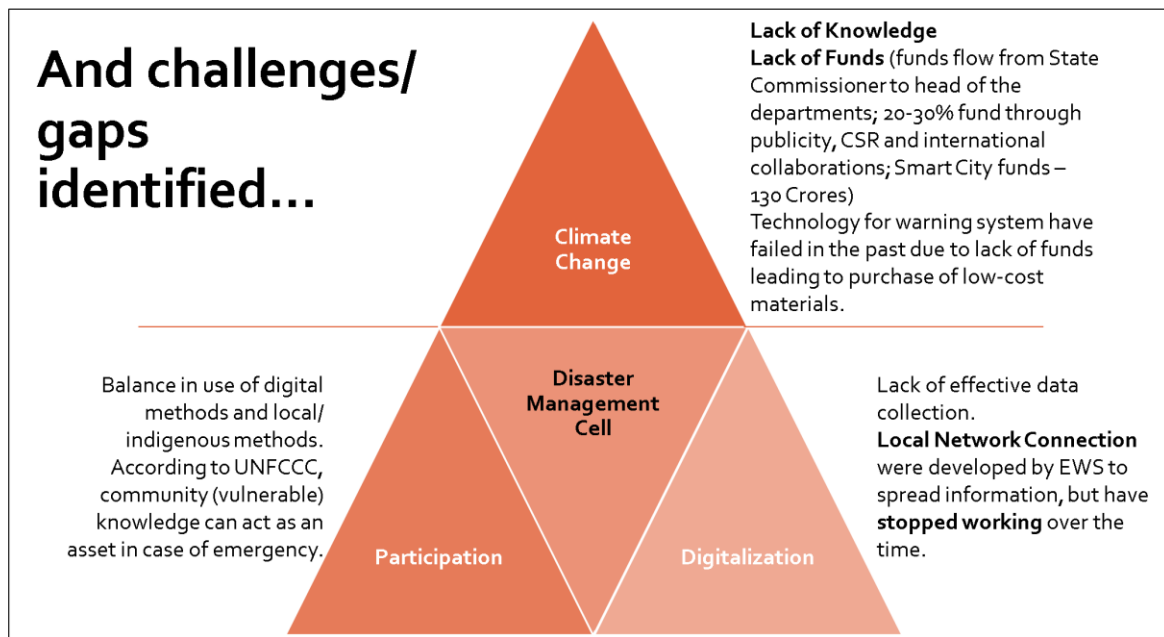 And challenges/
gaps
identified...
Lack of Knowledge
Lack of Funds (funds flow from State
Commissioner to head of the
departments; 20-30% fund through
publicity, CSR and international
collaborations; Smart City funds –
130 Crores)
Technology for warning system have
failed in the past due to lack of funds
leading to purchase of low-cost
materials.
Climate
Change
Balance in use of digital
methods and local/
indigenous methods.
According to UNFCCC,
community (vulnerable)
knowledge can act as an
asset in case of emergency.
Disaster
Management
Cell
Lack of effective data
collection.
Local Network Connection
were developed by EWS to
spread information, but have
stopped working over the
time.
Participation
Digitalization